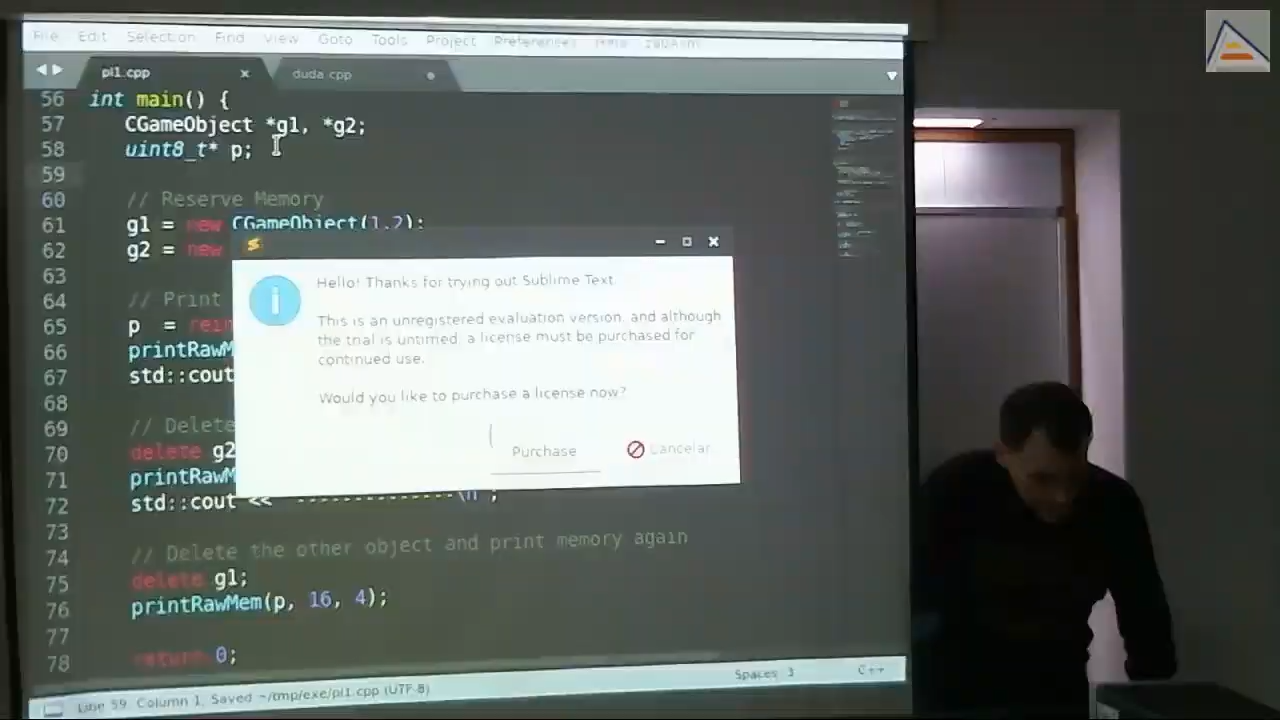 File Edit Selection Find View Goto Tools Project Preferences Help
pl1.cpp × duda.cpp
56 int main() {
57 CGameObject *g1, *g2;
58 uint8_t* p;
59
60 // Reserve Memory
61 g1 = new CGameObject(1,2);
62 g2 = new
63
64 // Print
65 p = rein
66 printRawM
67 std::cout
68
69 // Delete
70 delete g2
71 printRawM
72 std::cout << --------------\n";
73
74 // Delete the other object and print memory again
75 delete g1;
76 printRawMem(p, 16, 4);
77
78 return 0;
Hello! Thanks for trying out Sublime Text.
This is an unregistered evaluation version, and although
the trial is untimed, a license must be purchased for
continued use.
Would you like to purchase a license now?
Purchase Cancelar
Line 59, Column 1; Saved ~/tmp/exe/pl1.cpp (UTF-8) Spaces: 3 C++